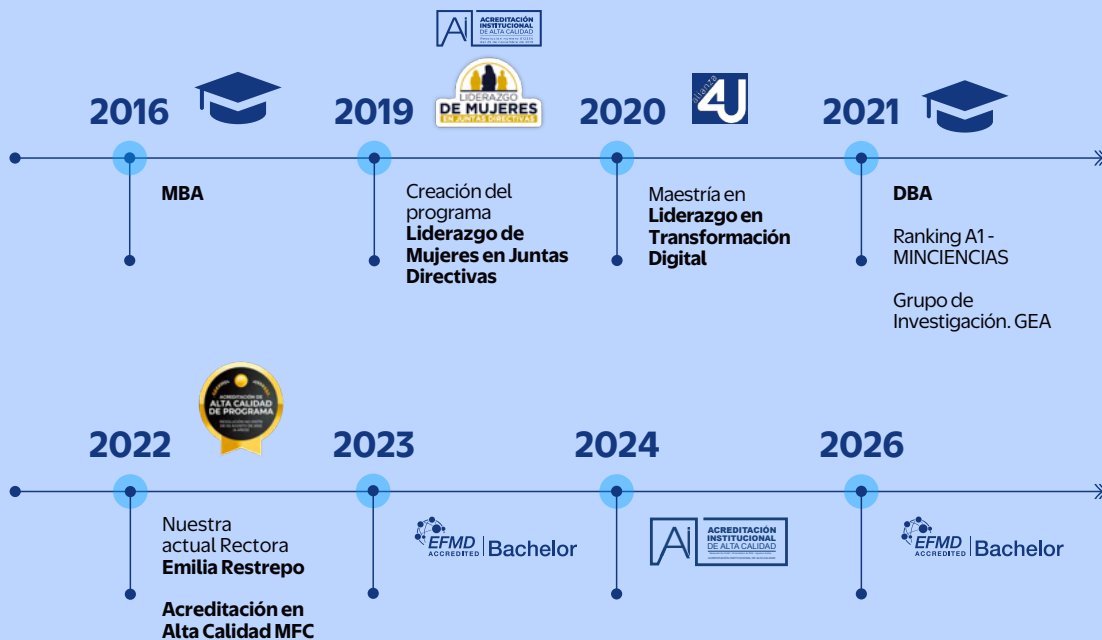 ACREDITACIÓN
INSTITUCIONAL
DE ALTA CALIDAD
2016
2019
LIDERAZGO
DE MUJERES
EN JUNTAS DIRECTIVAS
2020
alianza
4U
2021
MBA
Creación del
programa
Liderazgo de
Mujeres en Juntas
Directivas
Maestría en
Liderazgo en
Transformación
Digital
DBA
Ranking A1 -
MINCIENCIAS
Grupo de
Investigación. GEA
2022
ACREDITACIÓN DE
ALTA CALIDAD
DE PROGRAMA
2023
2024
2026
Nuestra
actual Rectora
Emilia Restrepo
Acreditación en
Alta Calidad MFC
EFMD
ACCREDITED
Bachelor
ACREDITACIÓN
INSTITUCIONAL
DE ALTA CALIDAD
EFMD
ACCREDITED
Bachelor